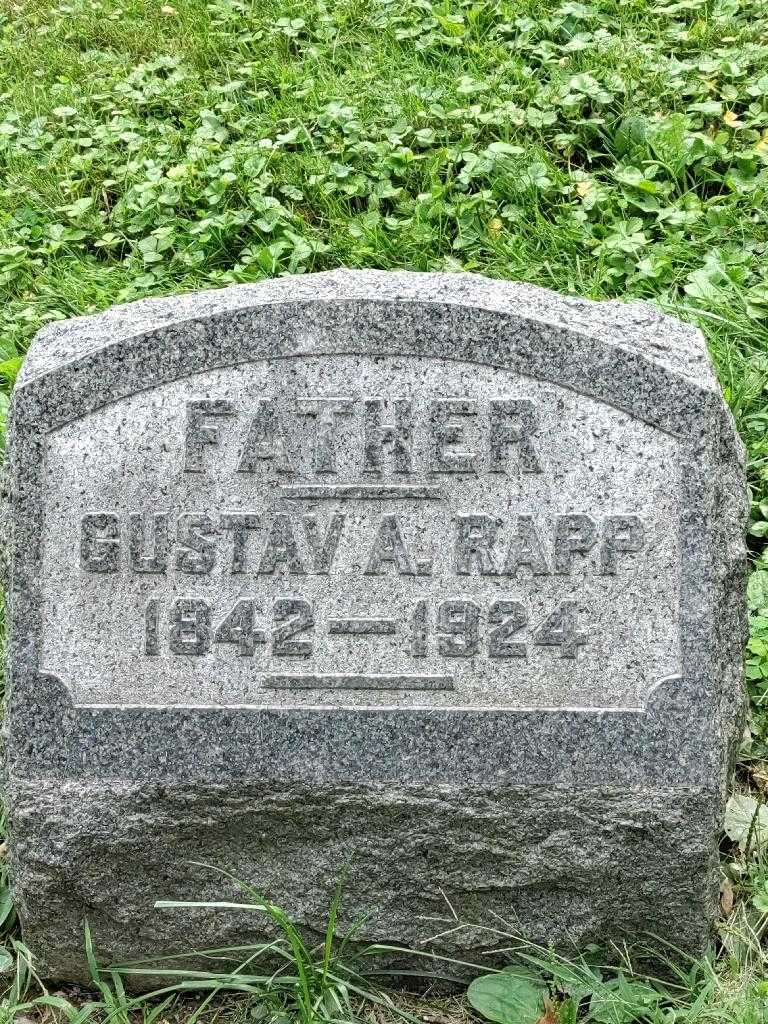 FATHER
GUSTAV. A. RAPP
1842 — 1924